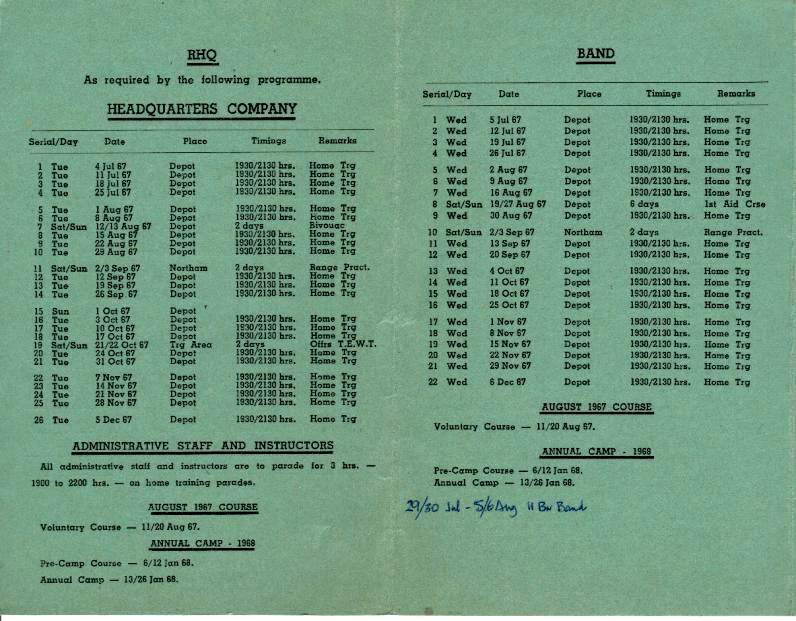 RHQ
As required by the following programme.
HEADQUARTERS COMPANY
Serial/Day Date Place Timings Remarks
1 Tue 4 Jul 67 Depot 1930/2130 hrs. Home Trg
2 Tue 11 Jul 67 Depot 1930/2130 hrs. Home Trg
3 Tue 18 Jul 67 Depot 1930/2130 hrs. Home Trg
4 Tue 25 Jul 67 Depot 1930/2130 hrs. Home Trg
5 Tue 1 Aug 67 Depot 1930/2130 hrs. Home Trg
6 Tue 8 Aug 67 Depot 1930/2130 hrs. Home Trg
7 Sat/Sun 12/13 Aug 67 Depot 2 days Bivouac
8 Tue 15 Aug 67 Depot 1930/2130 hrs. Home Trg
9 Tue 22 Aug 67 Depot 1930/2130 hrs. Home Trg
10 Tue 29 Aug 67 Depot 1930/2130 hrs. Home Trg
11 Sat/Sun 2/3 Sep 67 Northam 2 days Range Pract.
12 Tue 12 Sep 67 Depot 1930/2130 hrs. Home Trg
13 Tue 19 Sep 67 Depot 1930/2130 hrs. Home Trg
14 Tue 26 Sep 67 Depot 1930/2130 hrs. Home Trg
15 Sun 1 Oct 67 Depot
16 Tue 3 Oct 67 Depot 1930/2130 hrs. Home Trg
17 Tue 10 Oct 67 Depot 1930/2130 hrs. Home Trg
18 Tue 17 Oct 67 Depot 1930/2130 hrs. Home Trg
19 Sat/Sun 21/22 Oct 67 Trg Area 2 days Offrs T.E.W.T.
20 Tue 24 Oct 67 Depot 1930/2130 hrs. Home Trg
21 Tue 31 Oct 67 Depot 1930/2130 hrs. Home Trg
22 Tue 7 Nov 67 Depot 1930/2130 hrs. Home Trg
23 Tue 14 Nov 67 Depot 1930/2130 hrs. Home Trg
24 Tue 21 Nov 67 Depot 1930/2130 hrs. Home Trg
25 Tue 28 Nov 67 Depot 1930/2130 hrs. Home Trg
26 Tue 5 Dec 67 Depot 1930/2130 hrs. Home Trg
ADMINISTRATIVE STAFF AND INSTRUCTORS
All administrative staff and instructors are to parade for 3 hrs. —
1900 to 2200 hrs. — on home training parades.
AUGUST 1967 COURSE
Voluntary Course — 11/20 Aug 67.
ANNUAL CAMP - 1968
Pre-Camp Course — 6/12 Jan 68.
Annual Camp — 13/26 Jan 68.
BAND
Serial/Day Date Place Timings Remarks
1 Wed 5 Jul 67 Depot 1930/2130 hrs. Home Trg
2 Wed 12 Jul 67 Depot 1930/2130 hrs. Home Trg
3 Wed 19 Jul 67 Depot 1930/2130 hrs. Home Trg
4 Wed 26 Jul 67 Depot 1930/2130 hrs. Home Trg
5 Wed 2 Aug 67 Depot 1930/2130 hrs. Home Trg
6 Wed 9 Aug 67 Depot 1930/2130 hrs. Home Trg
7 Wed 16 Aug 67 Depot 1930/2130 hrs. Home Trg
8 Sat/Sun 19/27 Aug 67 Depot 6 days 1st Aid Crse
9 Wed 30 Aug 67 Depot 1930/2130 hrs. Home Trg
10 Sat/Sun 2/3 Sep 67 Northam 2 days Range Pract.
11 Wed 13 Sep 67 Depot 1930/2130 hrs. Home Trg
12 Wed 20 Sep 67 Depot 1930/2130 hrs. Home Trg
13 Wed 4 Oct 67 Depot 1930/2130 hrs. Home Trg
14 Wed 11 Oct 67 Depot 1930/2130 hrs. Home Trg
15 Wed 18 Oct 67 Depot 1930/2130 hrs. Home Trg
16 Wed 25 Oct 67 Depot 1930/2130 hrs. Home Trg
17 Wed 1 Nov 67 Depot 1930/2130 hrs. Home Trg
18 Wed 8 Nov 67 Depot 1930/2130 hrs. Home Trg
19 Wed 15 Nov 67 Depot 1930/2130 hrs. Home Trg
20 Wed 22 Nov 67 Depot 1930/2130 hrs. Home Trg
21 Wed 29 Nov 67 Depot 1930/2130 hrs. Home Trg
22 Wed 6 Dec 67 Depot 1930/2130 hrs. Home Trg
AUGUST 1967 COURSE
Voluntary Course — 11/20 Aug 67.
ANNUAL CAMP - 1968
Pre-Camp Course — 6/12 Jan 68.
Annual Camp — 13/26 Jan 68.
29/30 Jul - 5/6 Aug 11 Bn Band